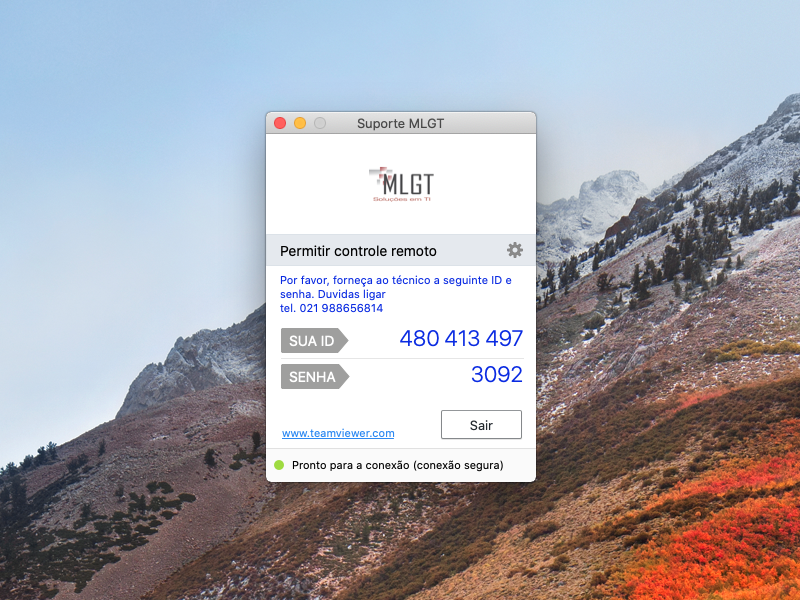 Suporte MLGT
MLGT
Soluções em TI
Permitir controle remoto
Por favor, forneça ao técnico a seguinte ID e
senha. Duvidas ligar
tel. 021 988656814
SUA ID 480 413 497
SENHA 3092
www.teamviewer.com
Sair
Pronto para a conexão (conexão segura)